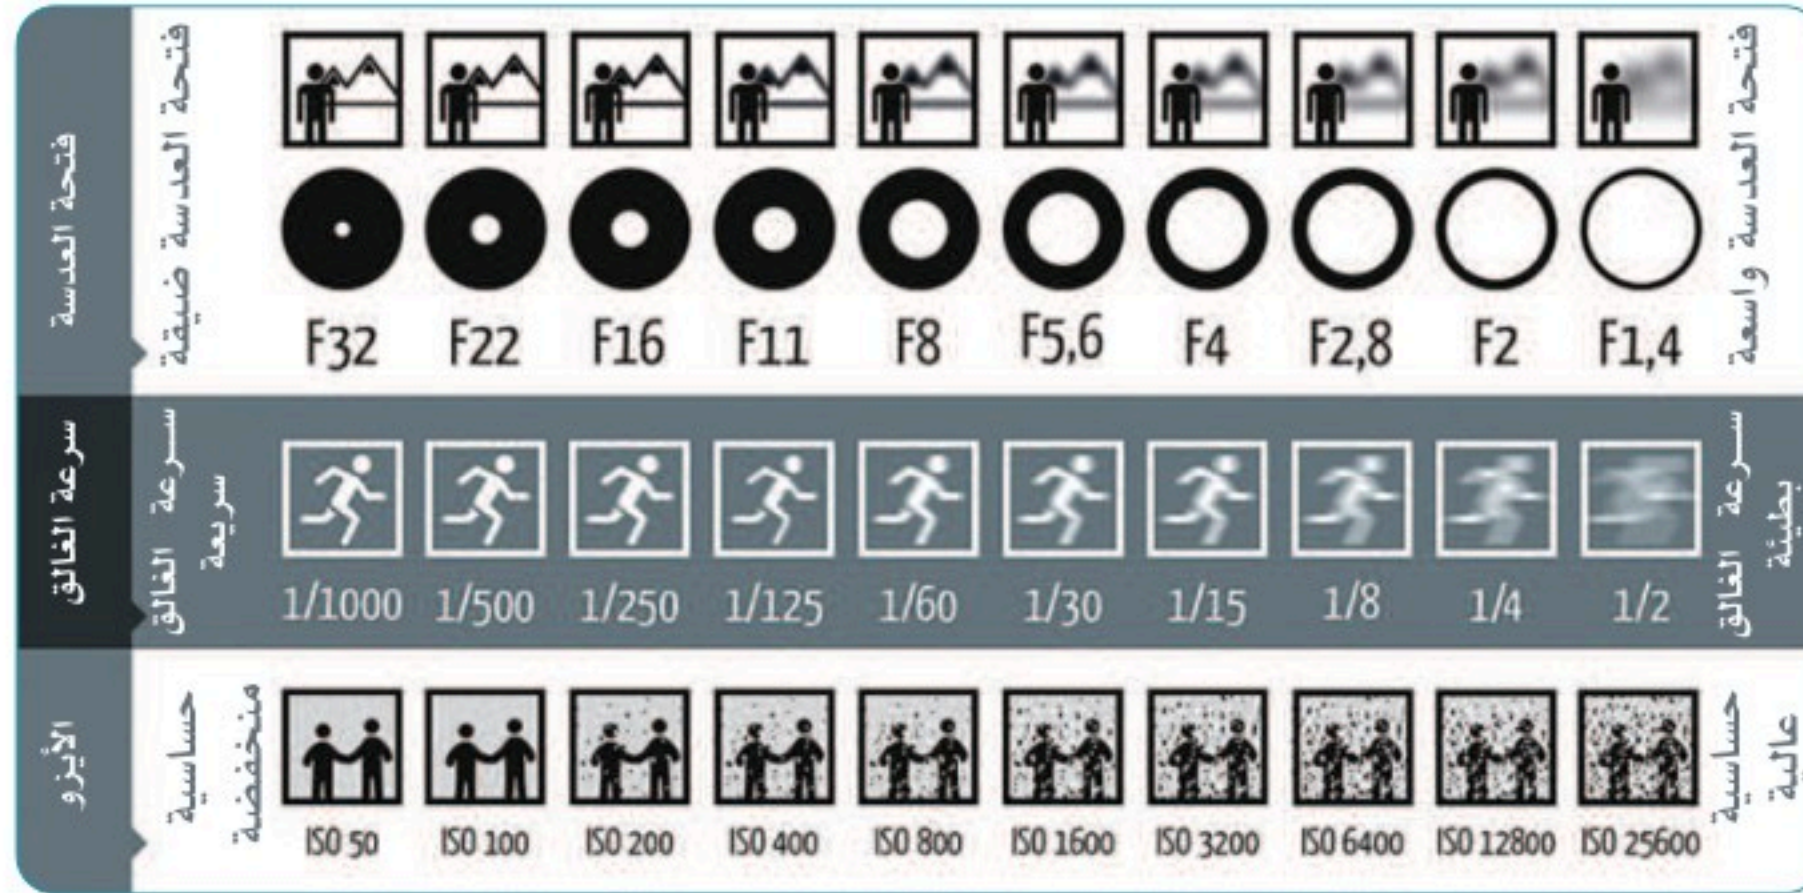 فتحة العدسة
فتحة العدسة ضيقة
F32 F22 F16 F11 F8 F5,6 F4 F2,8 F2 F1,4
فتحة العدسة واسعة
سرعة الغالق
سرعة الغالق
سريعة
1/1000 1/500 1/250 1/125 1/60 1/30 1/15 1/8 1/4 1/2
سرعة الغالق
بطيئة
الأيزو
حساسية
منخفضة
ISO 50 ISO 100 ISO 200 ISO 400 ISO 800 ISO 1600 ISO 3200 ISO 6400 ISO 12800 ISO 25600
حساسية
عالية